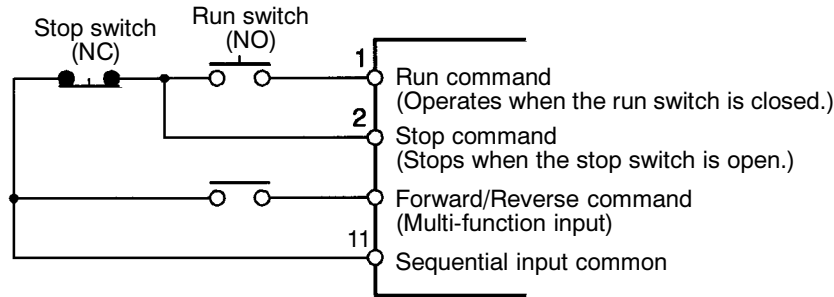 Stop switch
(NC)
Run switch
(NO)
1
Run command
(Operates when the run switch is closed.)
2
Stop command
(Stops when the stop switch is open.)
Forward/Reverse command
(Multi-function input)
11
Sequential input common